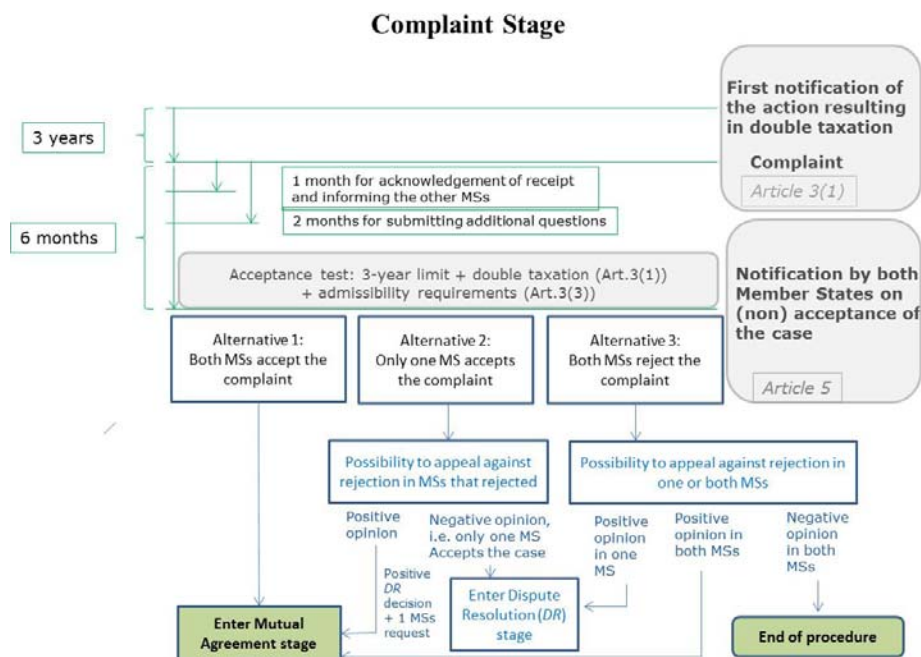 Complaint Stage
First notification of
the action resulting
in double taxation
Complaint
Article 3(1)
3 years
1 month for acknowledgement of receipt
and informing the other MSs
2 months for submitting additional questions
6 months
Acceptance test: 3-year limit + double taxation (Art.3(1))
+ admissibility requirements (Art.3(3))
Notification by both
Member States on
(non) acceptance of
the case
Article 5
Alternative 1:
Both MSs accept the
complaint
Alternative 2:
Only one MS accepts
the complaint
Alternative 3:
Both MSs reject the
complaint
Possibility to appeal against
rejection in MSs that rejected
Possibility to appeal against rejection in
one or both MSs
Positive
opinion
Negative opinion,
i.e. only one MS
Accepts the case
Positive
opinion
in one
MS
Positive
opinion in
both MSs
Negative
opinion
in both
MSs
Positive
DR
decision
+ 1 MSs
request
Enter Dispute
Resolution (DR)
stage
Enter Mutual
Agreement stage
End of procedure